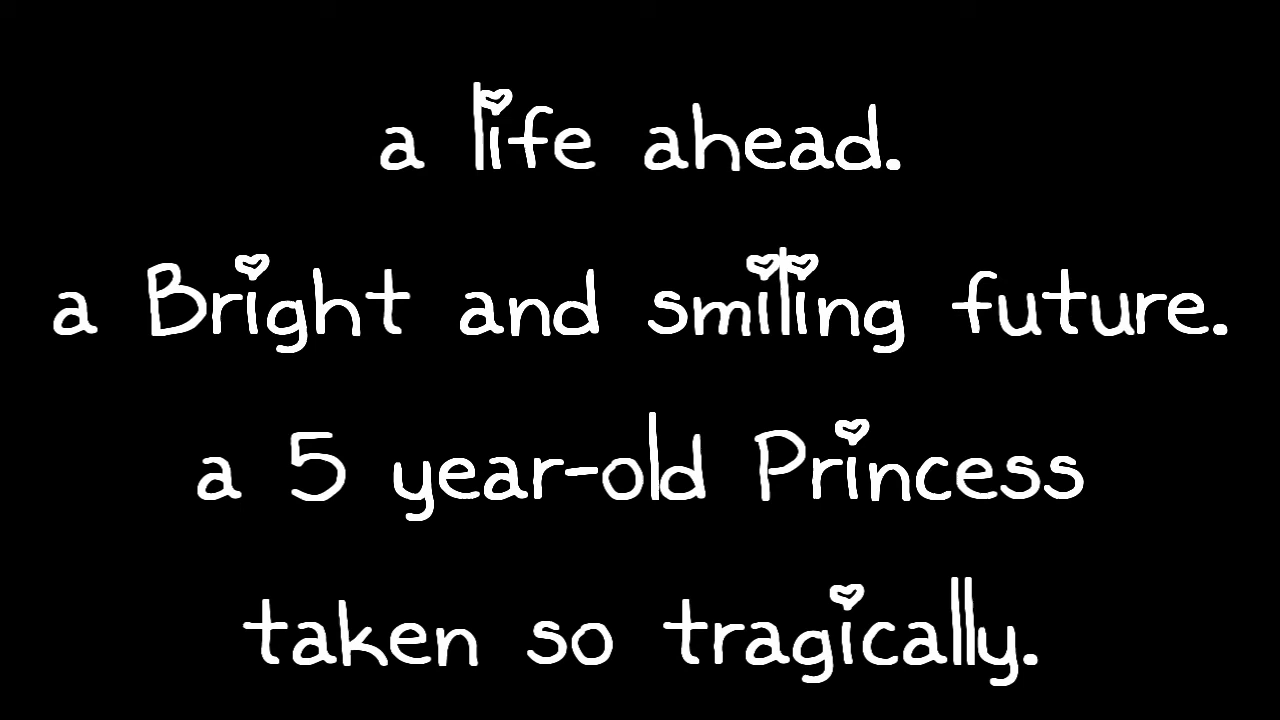 a life ahead.
a Bright and smiling future.
a 5 year-old Princess
taken so tragically.